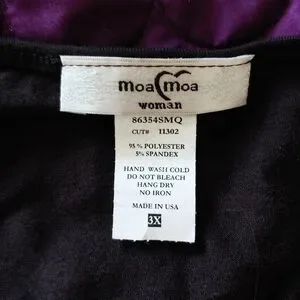 moa moa
woman
86354SMQ
CUT# 11302
95% POLYESTER
5% SPANDEX
HAND WASH COLD
DO NOT BLEACH
HANG DRY
NO IRON
MADE IN USA
3X